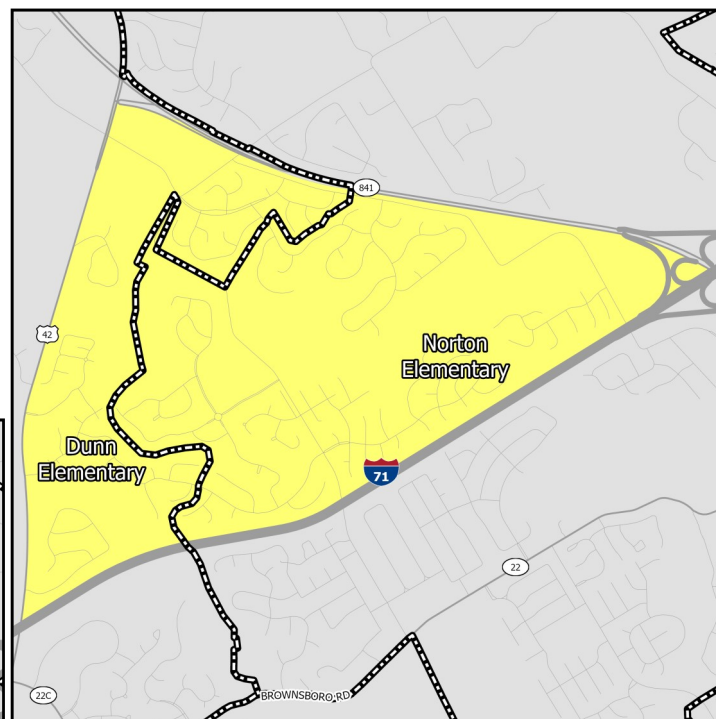 841
42
Norton
Elementary
Dunn
Elementary
71
22
22C
BROWNSBORO RD